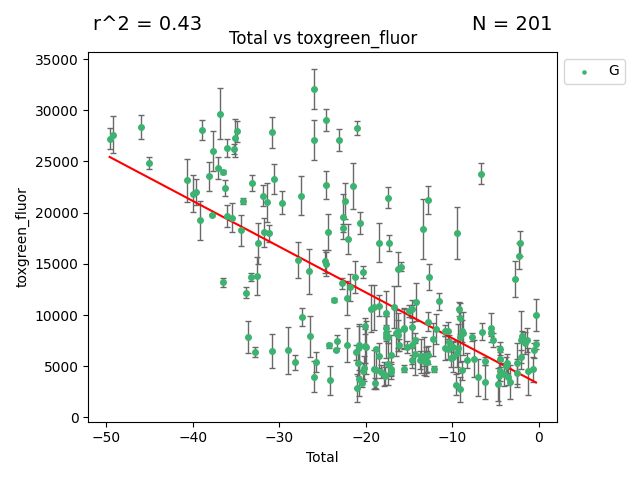 r^2 = 0.43
N = 201
Total vs toxgreen_fluor
G
35000
30000
25000
20000
15000
10000
5000
0
toxgreen_fluor
−50
−40
−30
−20
−10
0
Total